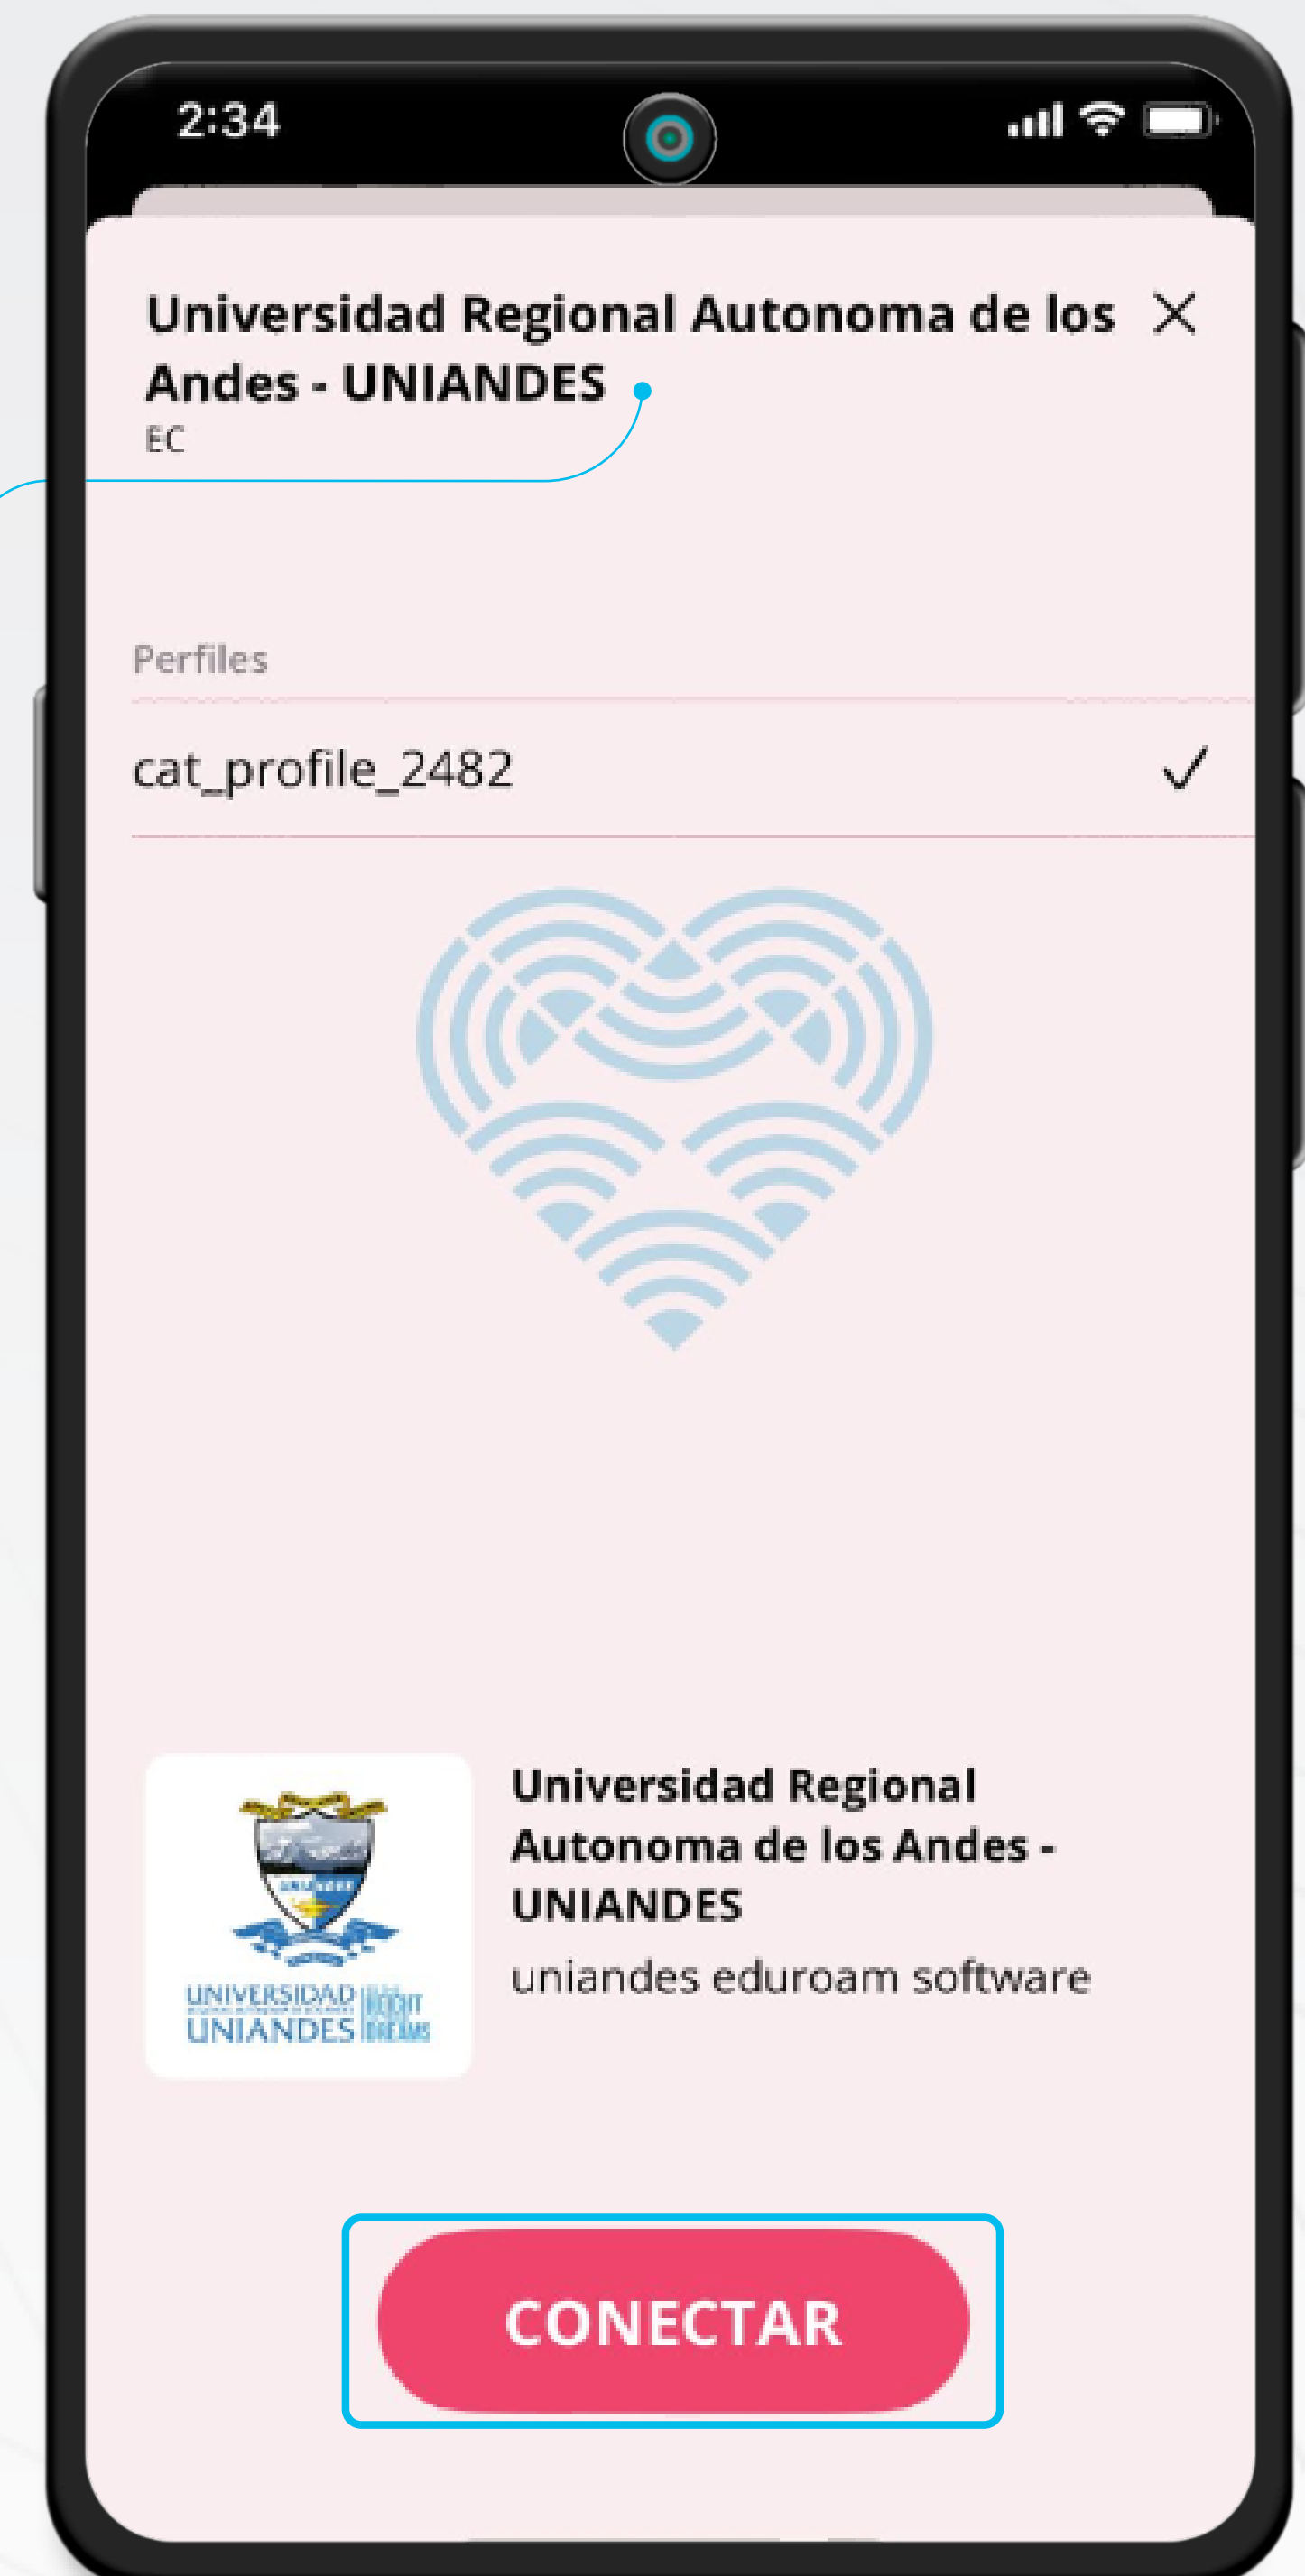 2:34
Universidad Regional Autonoma de los
Andes - UNIANDES
EC
Perfiles
cat_profile_2482
Universidad Regional
Autonoma de los Andes -
UNIANDES
uniandes eduroam software
UNIVERSIDAD
UNIANDES
DREAMS
CONECTAR